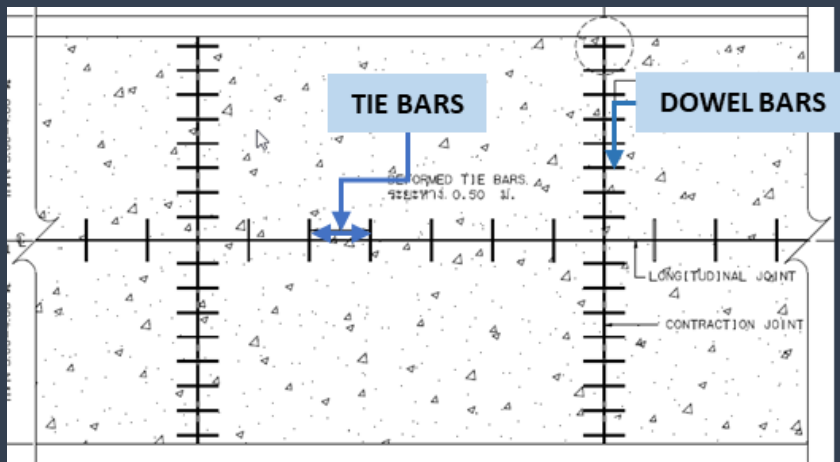 TIE BARS
DOWEL BARS
DEFORMED TIE BARS
ระยะห่าง 0.50 ม.
LONGITUDINAL JOINT
CONTRACTION JOINT